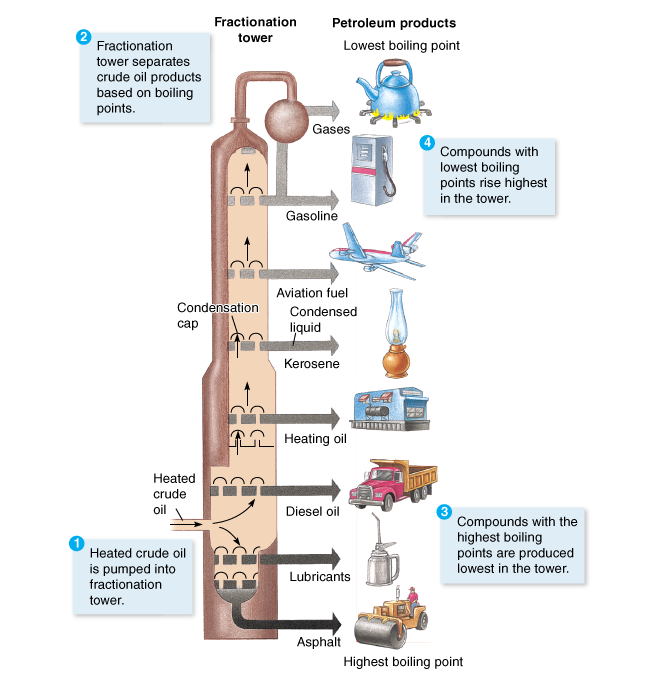 Fractionation
tower
Petroleum products
Lowest boiling point
2
Fractionation
tower separates
crude oil products
based on boiling
points.
Gases
4
Compounds with
lowest boiling
points rise highest
in the tower.
Gasoline
Aviation fuel
Condensation
cap
Condensed
liquid
Kerosene
Heating oil
Heated
crude
oil
Diesel oil
3
Compounds with the
highest boiling
points are produced
lowest in the tower.
1
Heated crude oil
is pumped into
fractionation
tower.
Lubricants
Asphalt
Highest boiling point